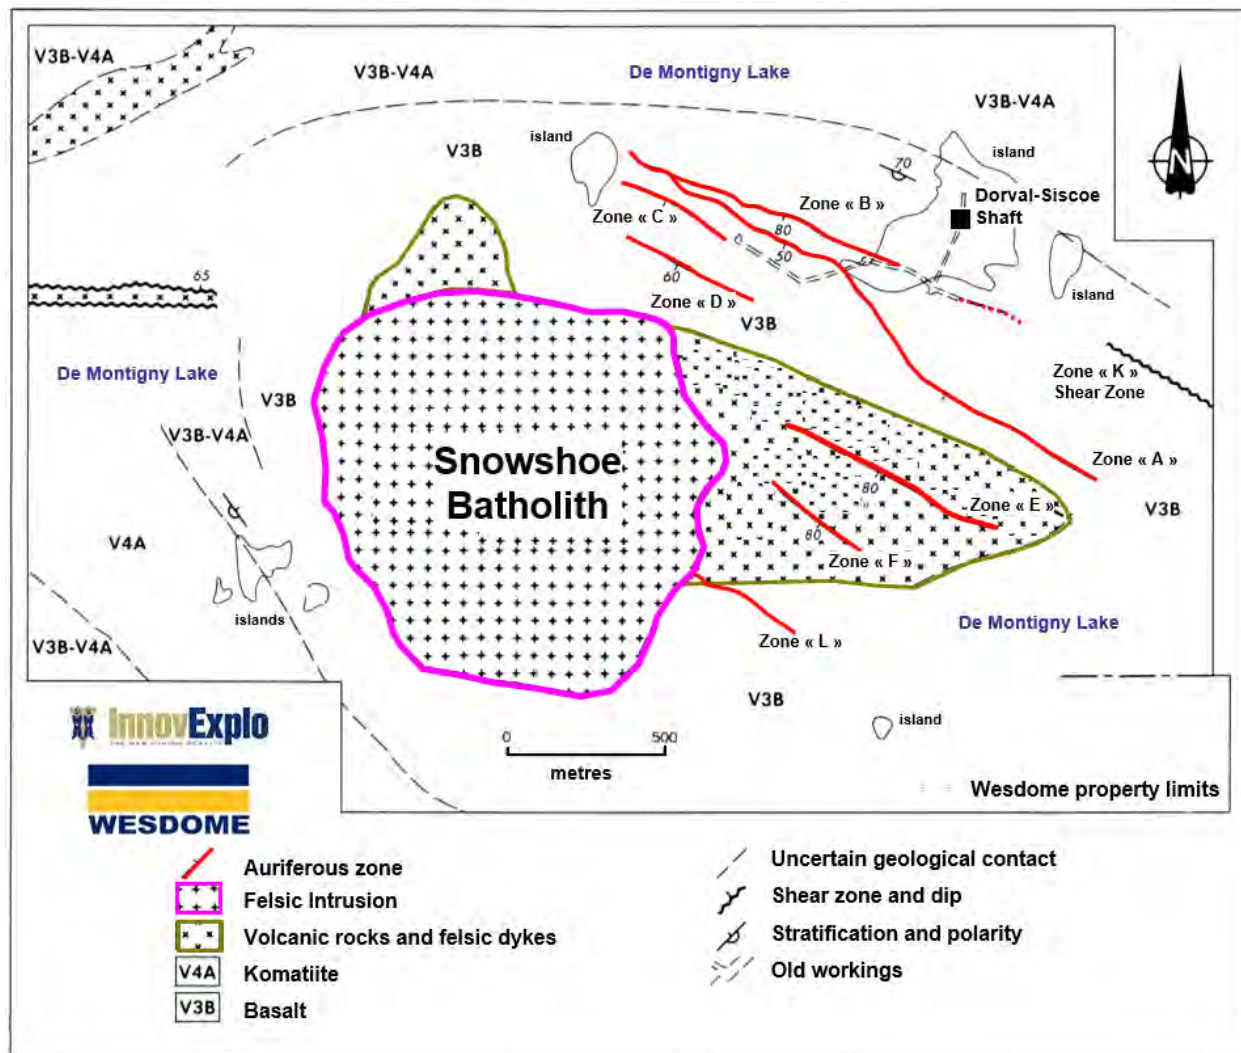 V3B-V4A
V3B-V4A
De Montigny Lake
V3B-V4A
N
V3B
island
70
island
Dorval-Siscoe
Shaft
Zone « B »
Zone « C »
80
50
65
60
Zone « D »
island
V3B
De Montigny Lake
Zone « K »
Shear Zone
V3B
V3B-V4A
Snowshoe
Batholith
Zone « A »
80
Zone « E »
V3B
V4A
80
Zone « F »
islands
De Montigny Lake
Zone « L »
V3B-V4A
V3B
island
InnovExplo
0 500
metres
Wesdome property limits
WESDOME
Auriferous zone
Felsic Intrusion
Volcanic rocks and felsic dykes
V4A Komatiite
V3B Basalt
Uncertain geological contact
Shear zone and dip
Stratification and polarity
Old workings